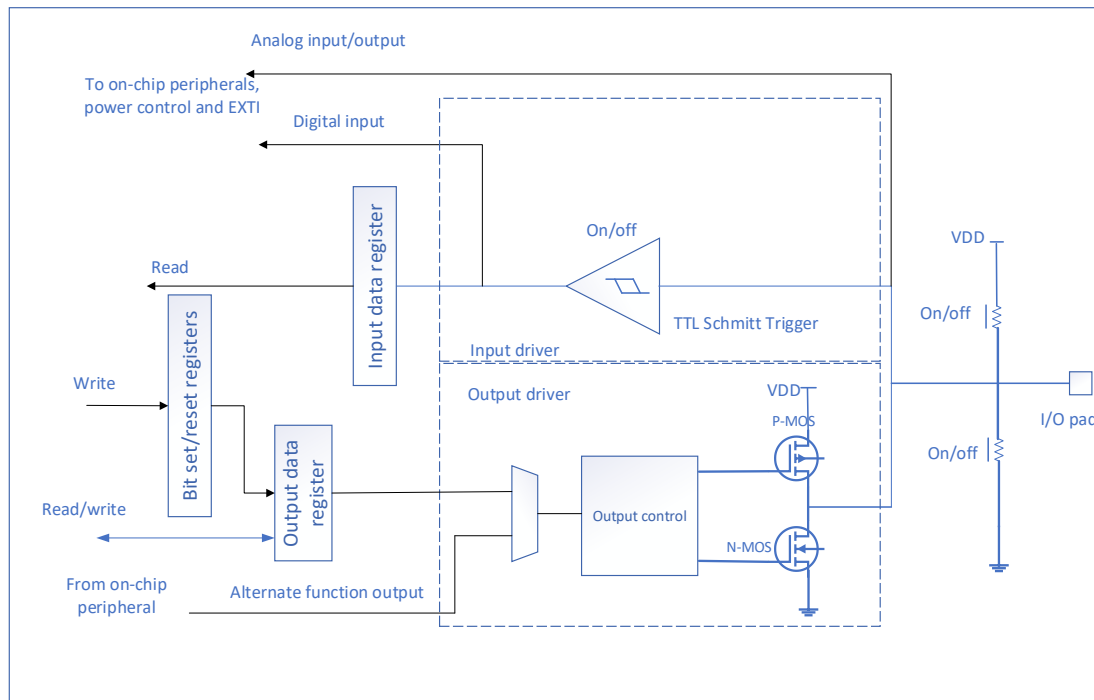 Analog input/output
To on-chip peripherals,
power control and EXTI
Digital input
On/off
Input data register
Read
TTL Schmitt Trigger
VDD
On/off
Input driver
Bit set/reset registers
Write
Output driver
VDD
P-MOS
I/O pad
On/off
Output data
register
Read/write
Output control
N-MOS
From on-chip
peripheral
Alternate function output